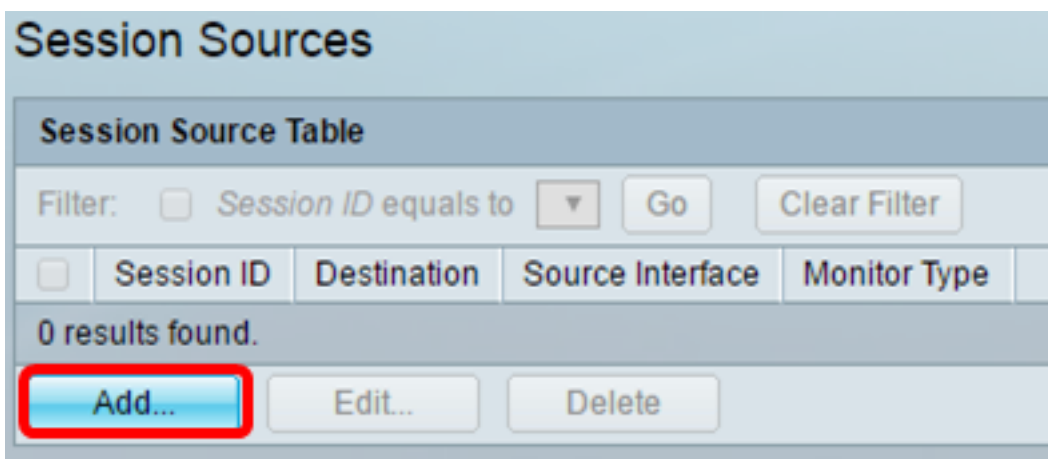 Session Sources
Session Source Table
Filter: Session ID equals to Go Clear Filter
Session ID Destination Source Interface Monitor Type
0 results found.
Add... Edit... Delete